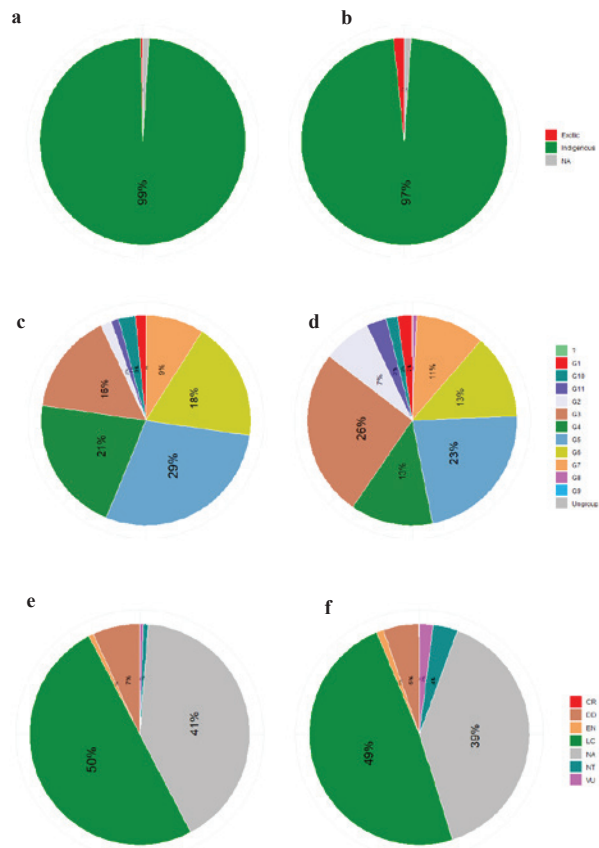 a
b
99%
97%
Exotic
Indigenous
NA
c
d
9%
18%
29%
21%
16%
11%
13%
23%
13%
26%
7%
?
G1
G10
G11
G2
G3
G4
G5
G6
G7
G8
G9
Ungroup
e
f
7%
41%
50%
39%
49%
CR
DD
EN
LC
NA
NT
VU